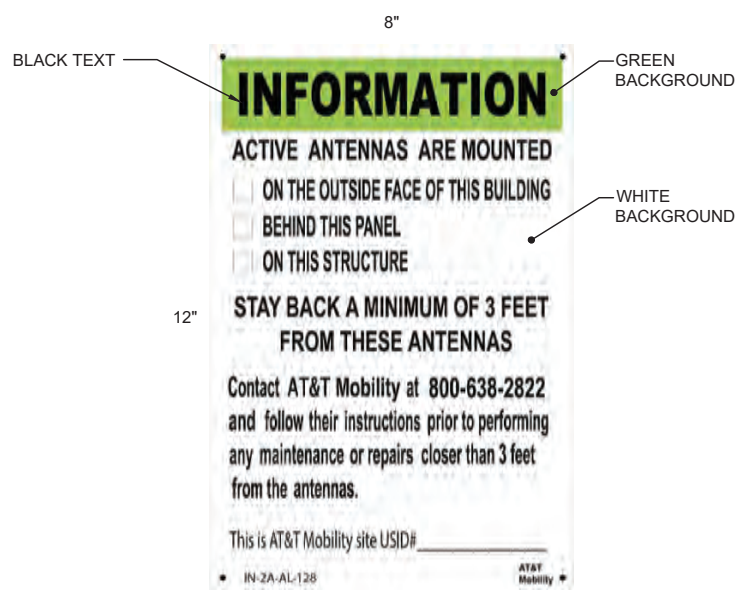 8"
BLACK TEXT
GREEN
BACKGROUND
INFORMATION
ACTIVE ANTENNAS ARE MOUNTED
ON THE OUTSIDE FACE OF THIS BUILDING
BEHIND THIS PANEL
ON THIS STRUCTURE
WHITE
BACKGROUND
12"
STAY BACK A MINIMUM OF 3 FEET
FROM THESE ANTENNAS
Contact AT&T Mobility at 800-638-2822
and follow their instructions prior to performing
any maintenance or repairs closer than 3 feet
from the antennas.
This is AT&T Mobility site USID#
IN-2A-AL-128
AT&T
Mobility